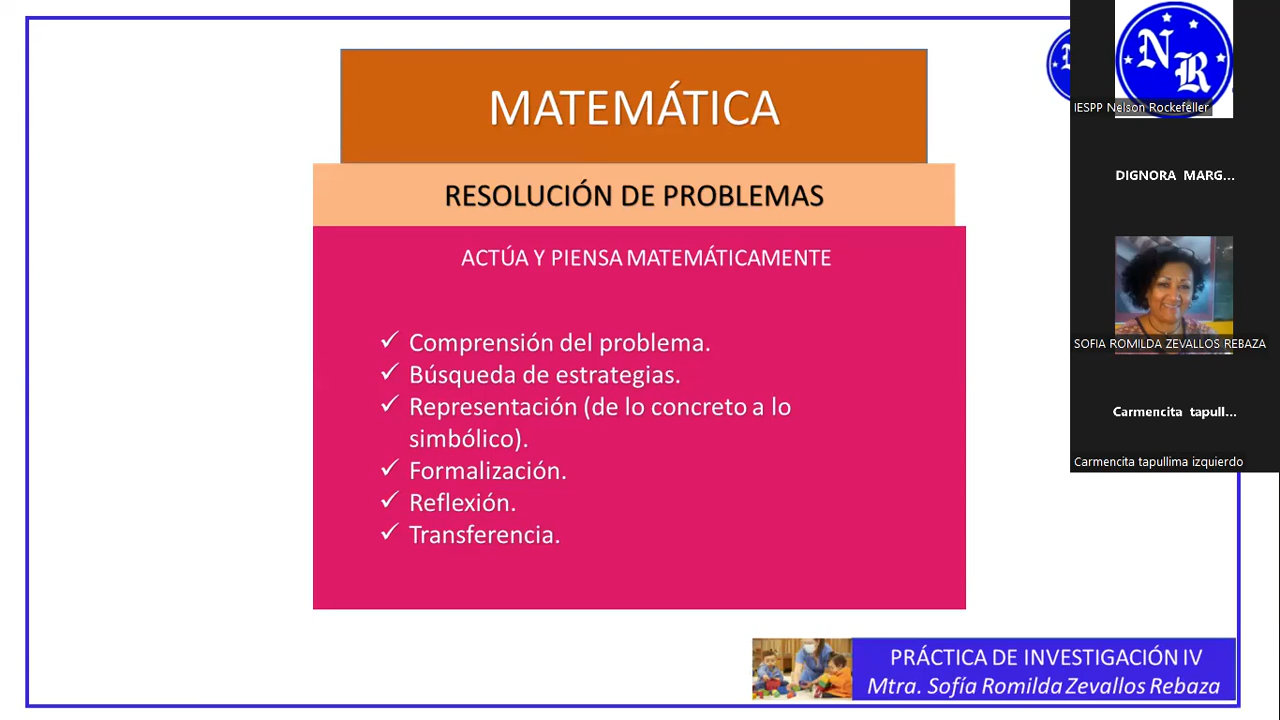 MATEMÁTICA
RESOLUCIÓN DE PROBLEMAS
ACTÚA Y PIENSA MATEMÁTICAMENTE
✓ Comprensión del problema.
✓ Búsqueda de estrategias.
✓ Representación (de lo concreto a lo
simbólico).
✓ Formalización.
✓ Reflexión.
✓ Transferencia.
PRÁCTICA DE INVESTIGACIÓN IV
Mtra. Sofía Romilda Zevallos Rebaza
N
NR
IESPP Nelson Rockefeller
DIGNORA MARG...
SOFIA ROMILDA ZEVALLOS REBAZA
Carmencita tapull...
Carmencita tapullima izquierdo